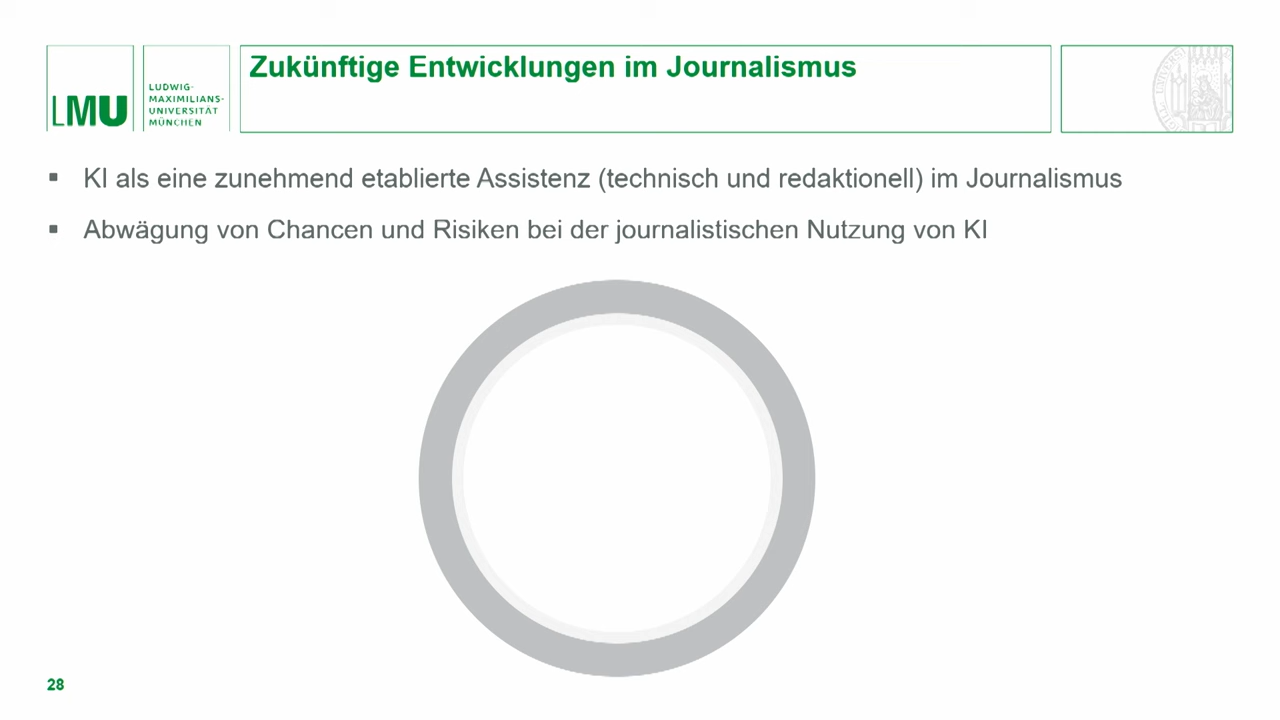 LMU
LUDWIG-
MAXIMILIANS-
UNIVERSITÄT
MÜNCHEN
Zukünftige Entwicklungen im Journalismus
▪ KI als eine zunehmend etablierte Assistenz (technisch und redaktionell) im Journalismus
▪ Abwägung von Chancen und Risiken bei der journalistischen Nutzung von KI
28